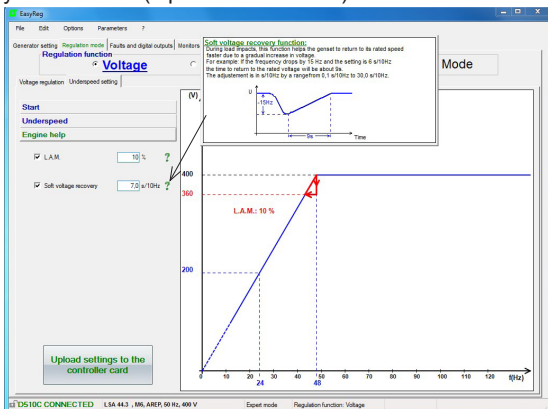 EasyReg
File Edit Options Parameters ?
Generator setting Regulation mode Faults and digital outputs Monitors
Regulation function
Voltage
Mode
Voltage regulation Underspeed setting
Start
Underspeed
Engine help
L.A.M. 10 % ?
Soft voltage recovery 7,0 s/10Hz ?
Upload settings to the
controller card
Soft voltage recovery function:
During load impacts, this function helps the genset to return to its rated speed
faster due to a gradual increase in voltage.
For example: If the frequency drops by 15 Hz and the setting is 6 s/10Hz
the time to return to the rated voltage will be about 9s.
The adjustement is in s/10Hz by a range from 0,1 s/10Hz to 30,0 s/10Hz.
U
-15Hz
9s
Time
(V)
400
360
L.A.M.: 10 %
200
0 10 20 30 40 50 60 70 80 90 100 110 120 f(Hz)
24 48
D510C CONNECTED LSA 44.3 , M6, AREP, 50 Hz, 400 V Expert mode Regulation function: Voltage